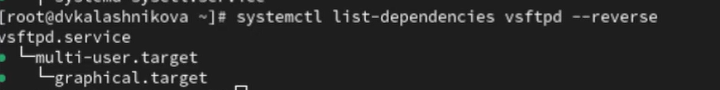 [root@dvkalashnikova ~]# systemctl list-dependencies vsftpd --reverse
vsftpd.service
● └─multi-user.target
●   └─graphical.target